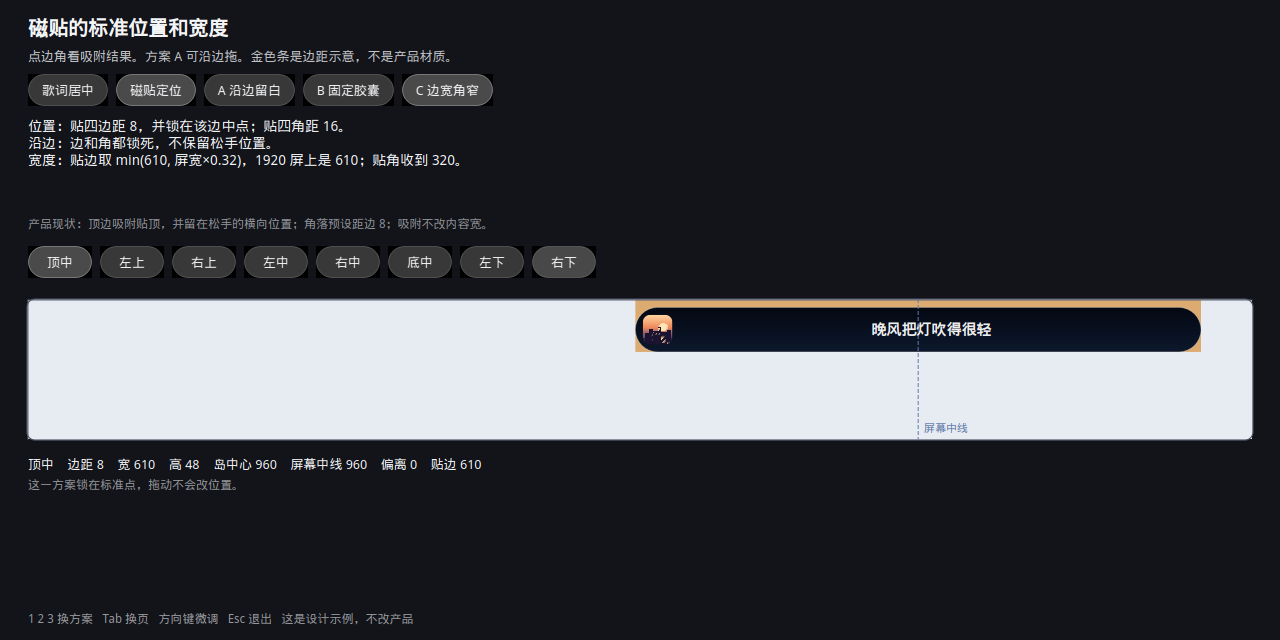 磁贴的标准位置和宽度
点边角看吸附结果。方案 A 可沿边拖。金色条是边距示意，不是产品材质。
歌词居中 磁贴定位 A 沿边留白 B 固定胶囊 C 边宽角窄
位置：贴四边距 8，并锁在该边中点；贴四角距 16。
沿边：边和角都锁死，不保留松手位置。
宽度：贴边取 min(610, 屏宽×0.32)，1920 屏上是 610；贴角收到 320。
产品现状：顶边吸附贴顶，并留在松手的横向位置；角落预设距边 8；吸附不改内容宽。
顶中 左上 右上 左中 右中 底中 左下 右下
晚风把灯吹得很轻
屏幕中线
顶中 边距 8 宽 610 高 48 岛中心 960 屏幕中线 960 偏离 0 贴边 610
这一方案锁在标准点，拖动不会改位置。
1 2 3 换方案 Tab 换页 方向键微调 Esc 退出 这是设计示例，不改产品